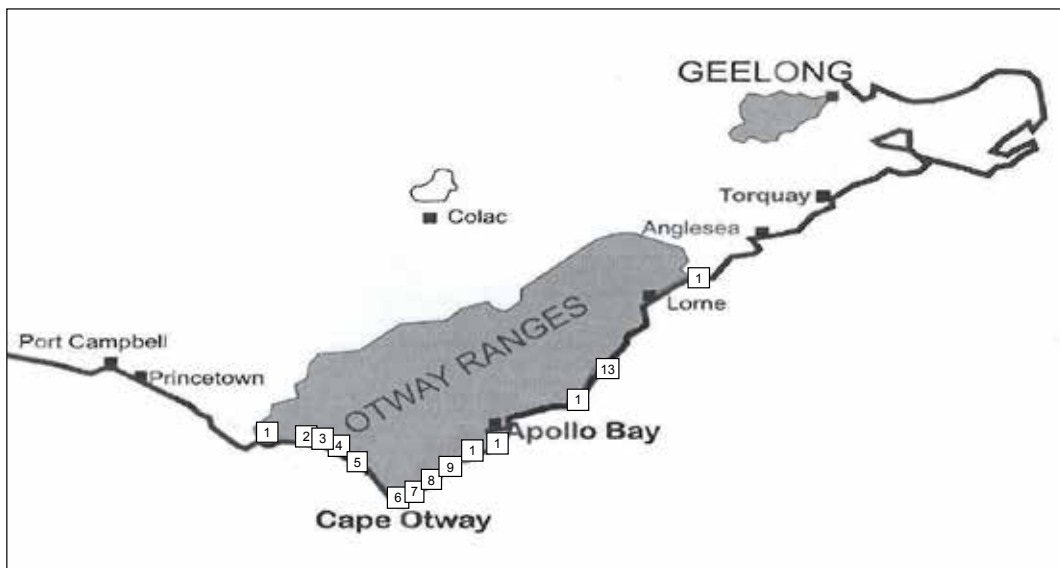 GEELONG
Torquay
Colac
Anglesea
1
Lorne
OTWAY RANGES
Port Campbell
Princetown
13
1
Apollo Bay
1
2
3
4
5
1
1
9
8
7
6
Cape Otway